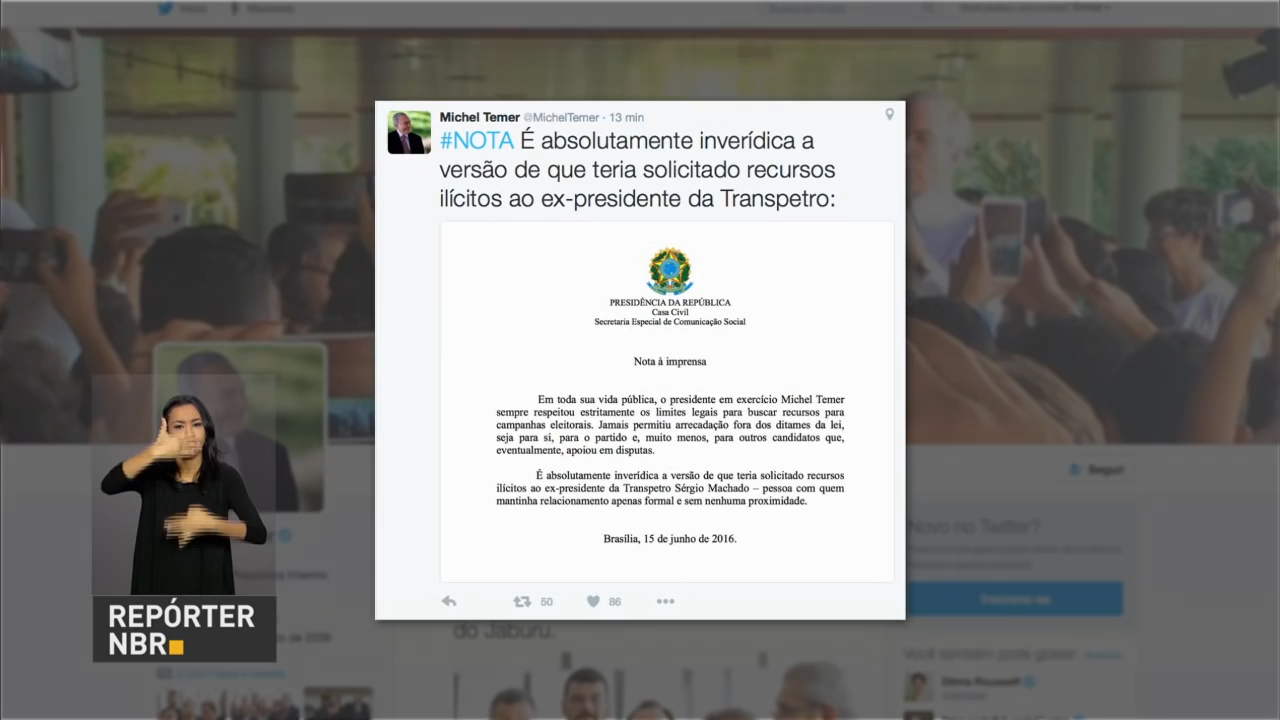 Michel Temer @MichelTemer · 13 min
#NOTA É absolutamente inverídica a
versão de que teria solicitado recursos
ilícitos ao ex-presidente da Transpetro:
PRESIDÊNCIA DA REPÚBLICA
Casa Civil
Secretaria Especial de Comunicação Social
Nota à imprensa
Em toda sua vida pública, o presidente em exercício Michel Temer
sempre respeitou estritamente os limites legais para buscar recursos para
campanhas eleitorais. Jamais permitiu arrecadação fora dos ditames da lei,
seja para si, para o partido e, muito menos, para outros candidatos que,
eventualmente, apoiou em disputas.
É absolutamente inverídica a versão de que teria solicitado recursos
ilícitos ao ex-presidente da Transpetro Sérgio Machado – pessoa com quem
mantinha relacionamento apenas formal e sem nenhuma proximidade.
Brasília, 15 de junho de 2016.
50 86
REPÓRTER
NBR
do Jaburu.
Seguir
Novo no Twitter?
Você também pode gostar
Dilma Rousseff